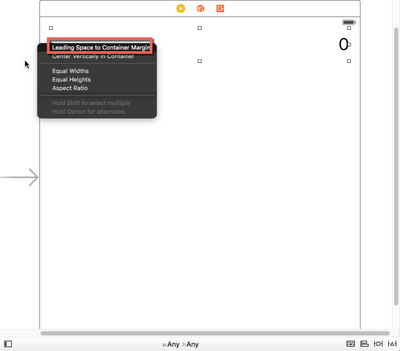 0
Leading Space to Container Margin
Center Vertically in Container
Equal Widths
Equal Heights
Aspect Ratio
Hold Shift to select multiple
Hold Option for alternates
wAny hAny